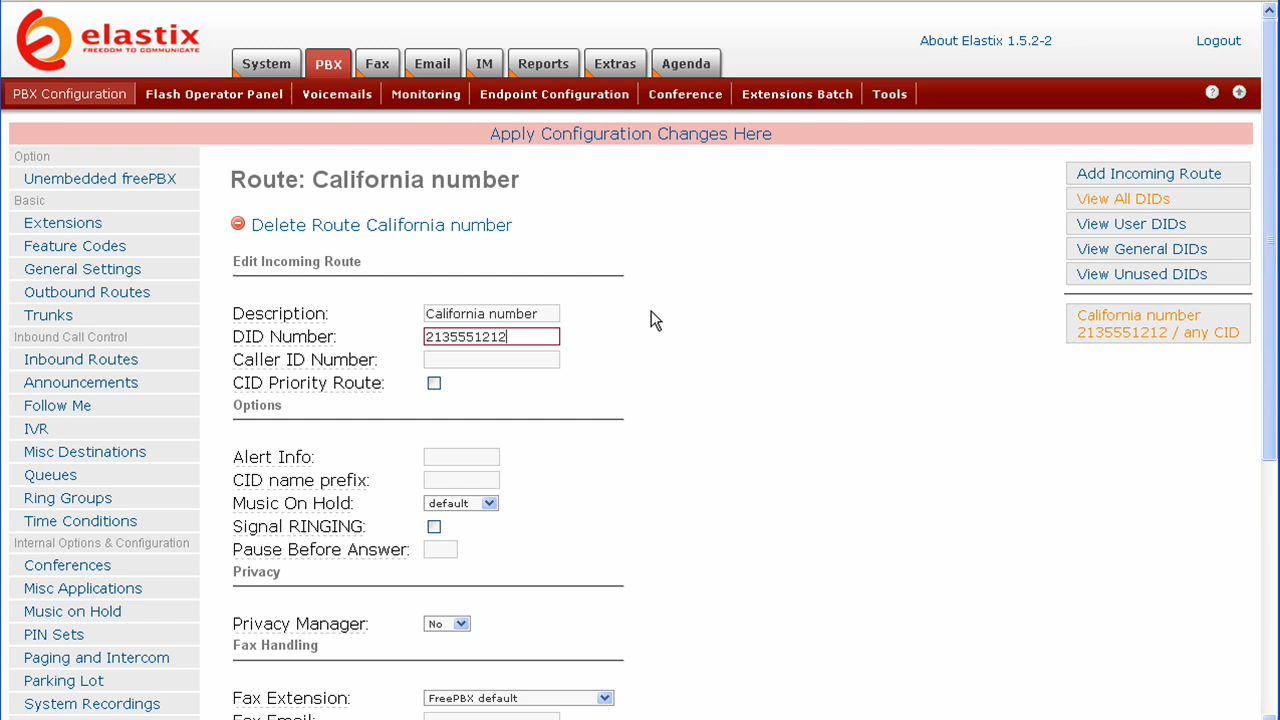 elastix
FREEDOM TO COMMUNICATE
About Elastix 1.5.2-2
Logout
System
PBX
Fax
Email
IM
Reports
Extras
Agenda
PBX Configuration
Flash Operator Panel
Voicemails
Monitoring
Endpoint Configuration
Conference
Extensions Batch
Tools
Apply Configuration Changes Here
Option
Unembedded freePBX
Basic
Extensions
Feature Codes
General Settings
Outbound Routes
Trunks
Inbound Call Control
Inbound Routes
Announcements
Follow Me
IVR
Misc Destinations
Queues
Ring Groups
Time Conditions
Internal Options & Configuration
Conferences
Misc Applications
Music on Hold
PIN Sets
Paging and Intercom
Parking Lot
System Recordings
Route: California number
Delete Route California number
Edit Incoming Route
Description: California number
DID Number: 2135551212
Caller ID Number:
CID Priority Route:
Options
Alert Info:
CID name prefix:
Music On Hold: default
Signal RINGING:
Pause Before Answer:
Privacy
Privacy Manager: No
Fax Handling
Fax Extension: FreePBX default
Fax Email:
Add Incoming Route
View All DIDs
View User DIDs
View General DIDs
View Unused DIDs
California number
2135551212 / any CID